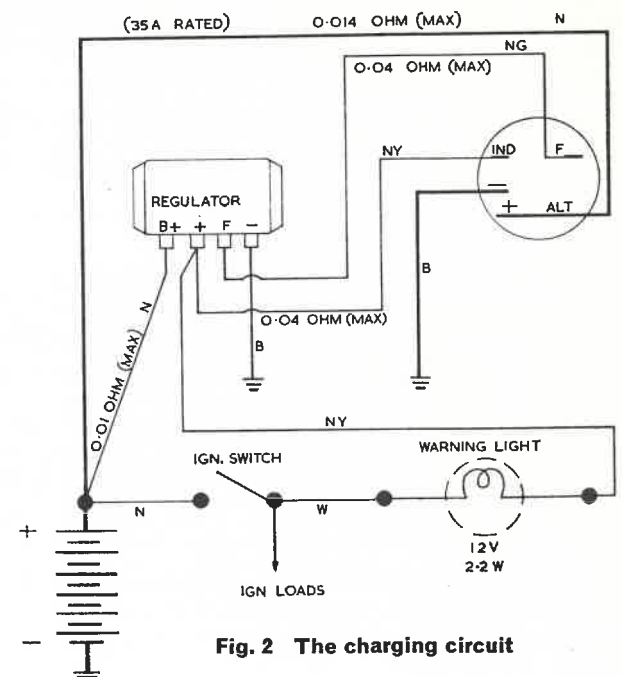 (35A RATED) 0·014 OHM (MAX) N
NG
0·04 OHM (MAX)
NY IND F
−
+ ALT
REGULATOR
B+ + F −
N
B
0·04 OHM (MAX)
B
0·01 OHM (MAX)
NY
WARNING LIGHT
IGN. SWITCH
N W
+
12V
2·2 W
IGN LOADS
−
Fig. 2 The charging circuit